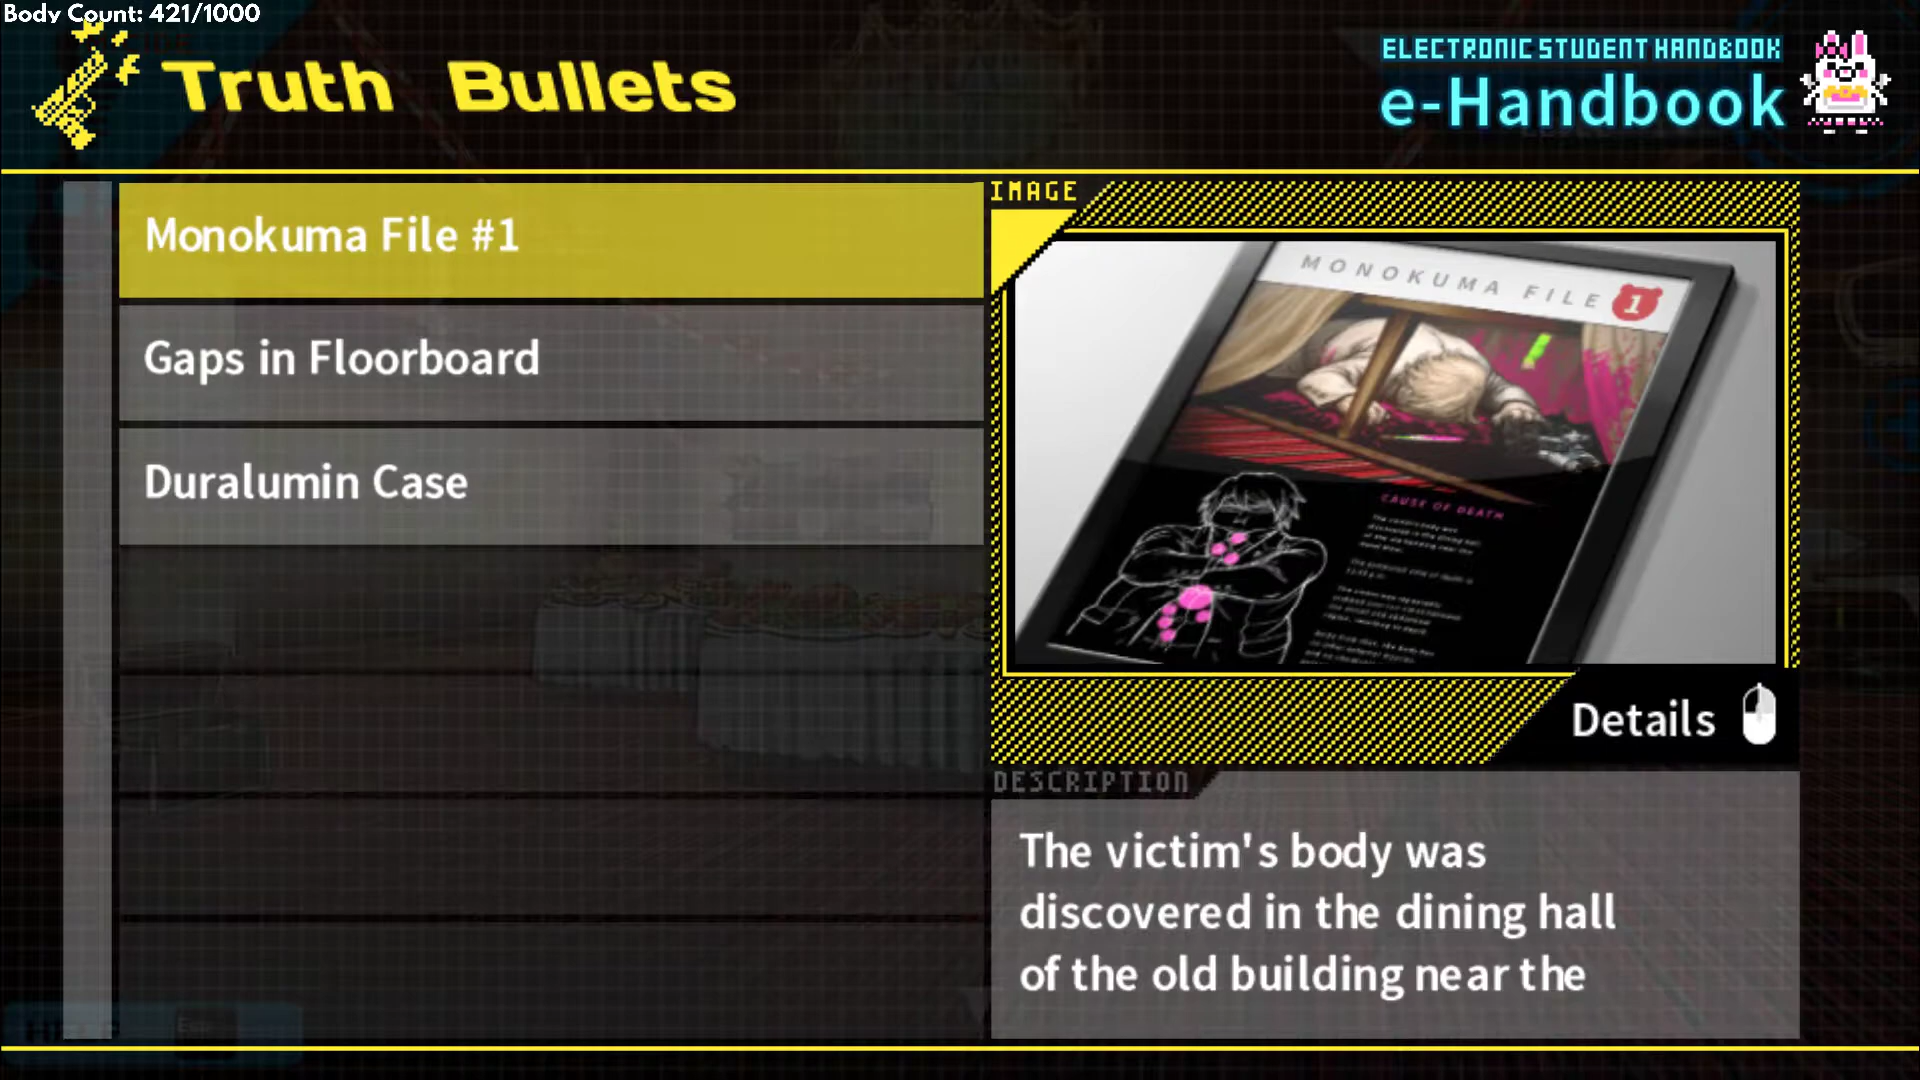 Body Count: 421/1000
Truth Bullets
ELECTRONIC STUDENT HANDBOOK
e-Handbook
Monokuma File #1
Gaps in Floorboard
Duralumin Case
IMAGE
MONOKUMA FILE 1
CAUSE OF DEATH
Details
DESCRIPTION
The victim's body was
discovered in the dining hall
of the old building near the